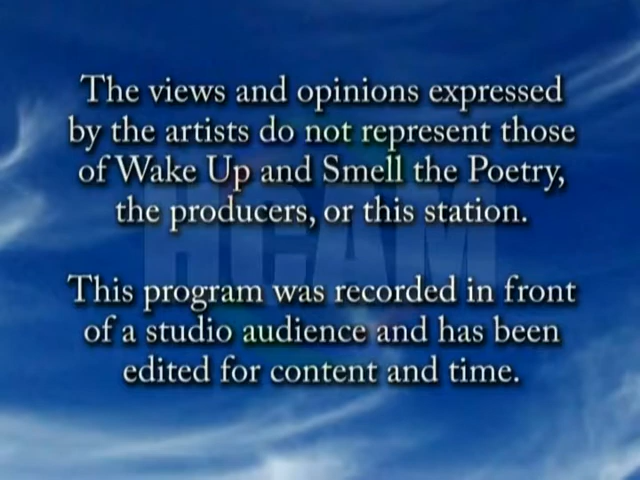 The views and opinions expressed
by the artists do not represent those
of Wake Up and Smell the Poetry,
the producers, or this station.
HCAM
This program was recorded in front
of a studio audience and has been
edited for content and time.